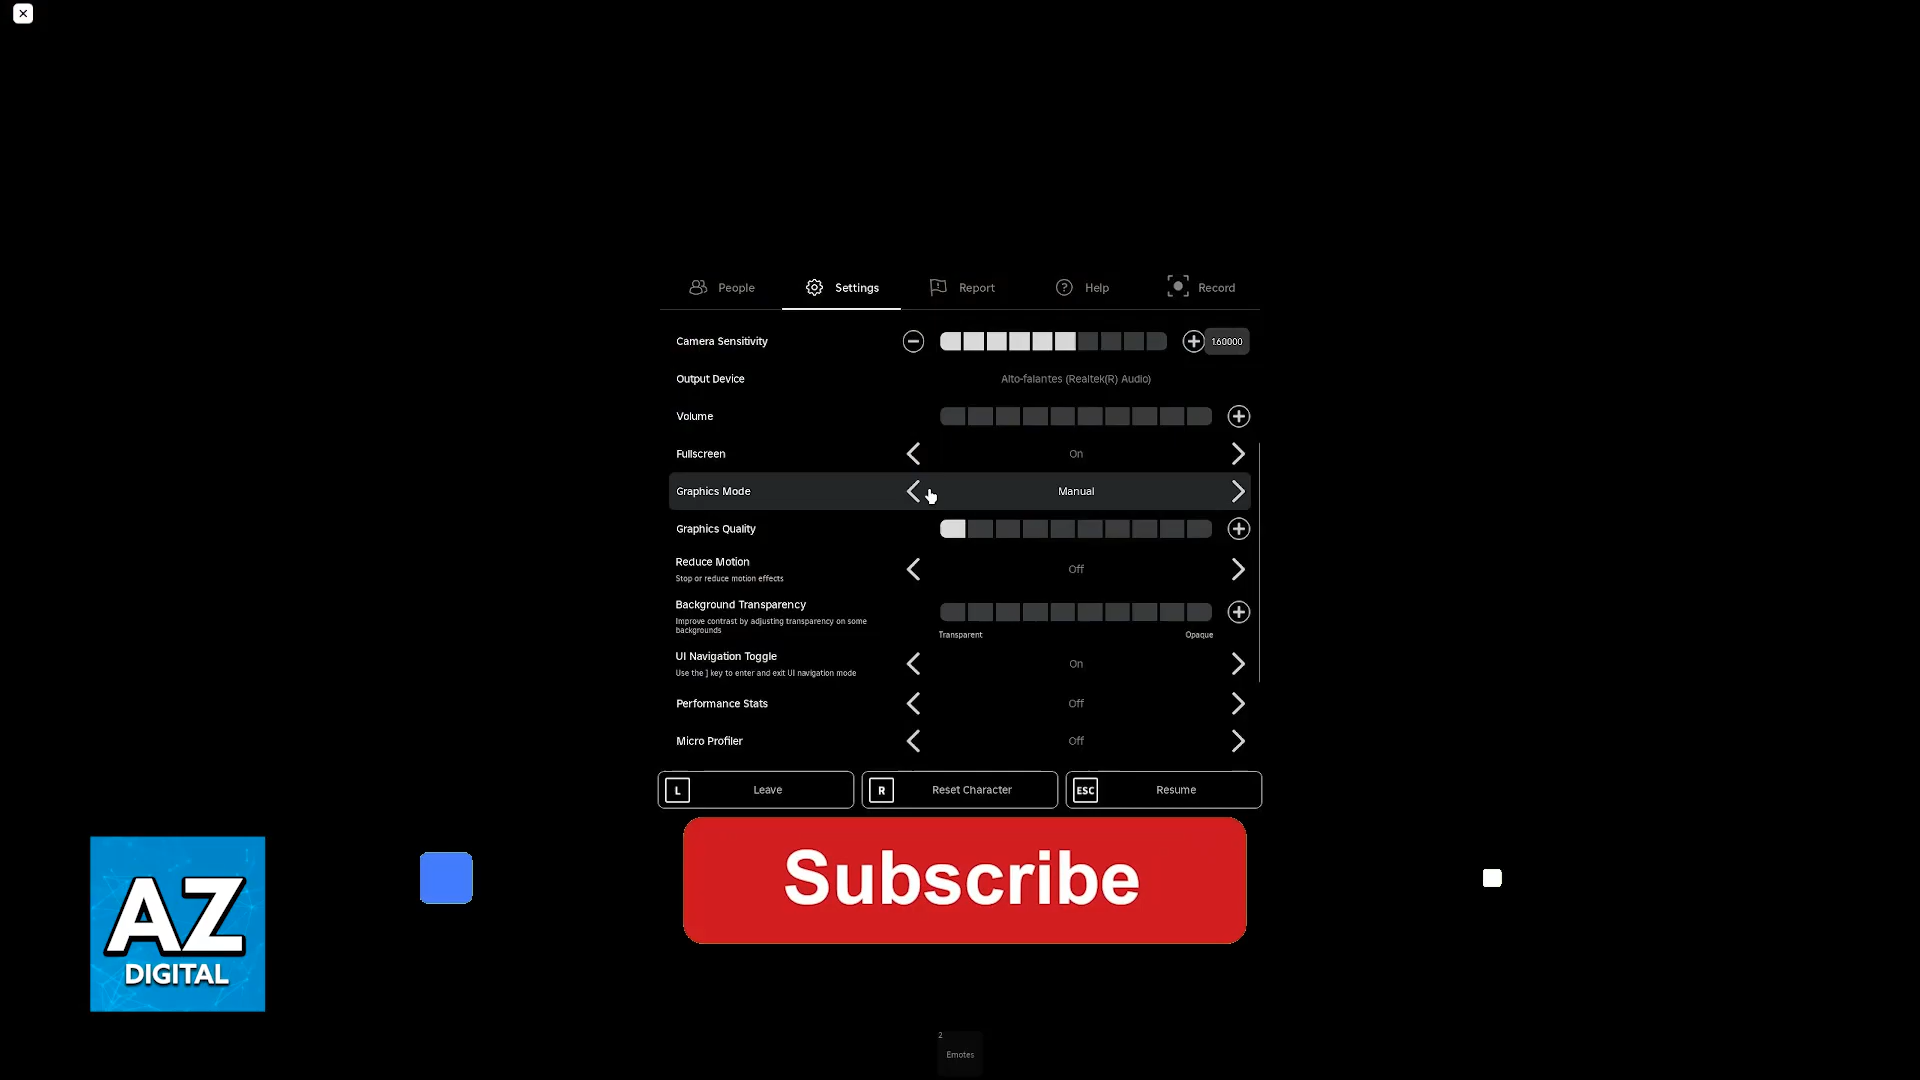 People Settings Report Help Record
Camera Sensitivity 1.60000
Output Device Alto-falantes (Realtek(R) Audio)
Volume
Fullscreen On
Graphics Mode Manual
Graphics Quality
Reduce Motion
Stop or reduce motion effects
Off
Background Transparency
Improve contrast by adjusting transparency on some
backgrounds
Transparent Opaque
UI Navigation Toggle
Use the ] key to enter and exit UI navigation mode
On
Performance Stats Off
Micro Profiler Off
L Leave R Reset Character ESC Resume
Subscribe
AZ
DIGITAL
2
Emotes